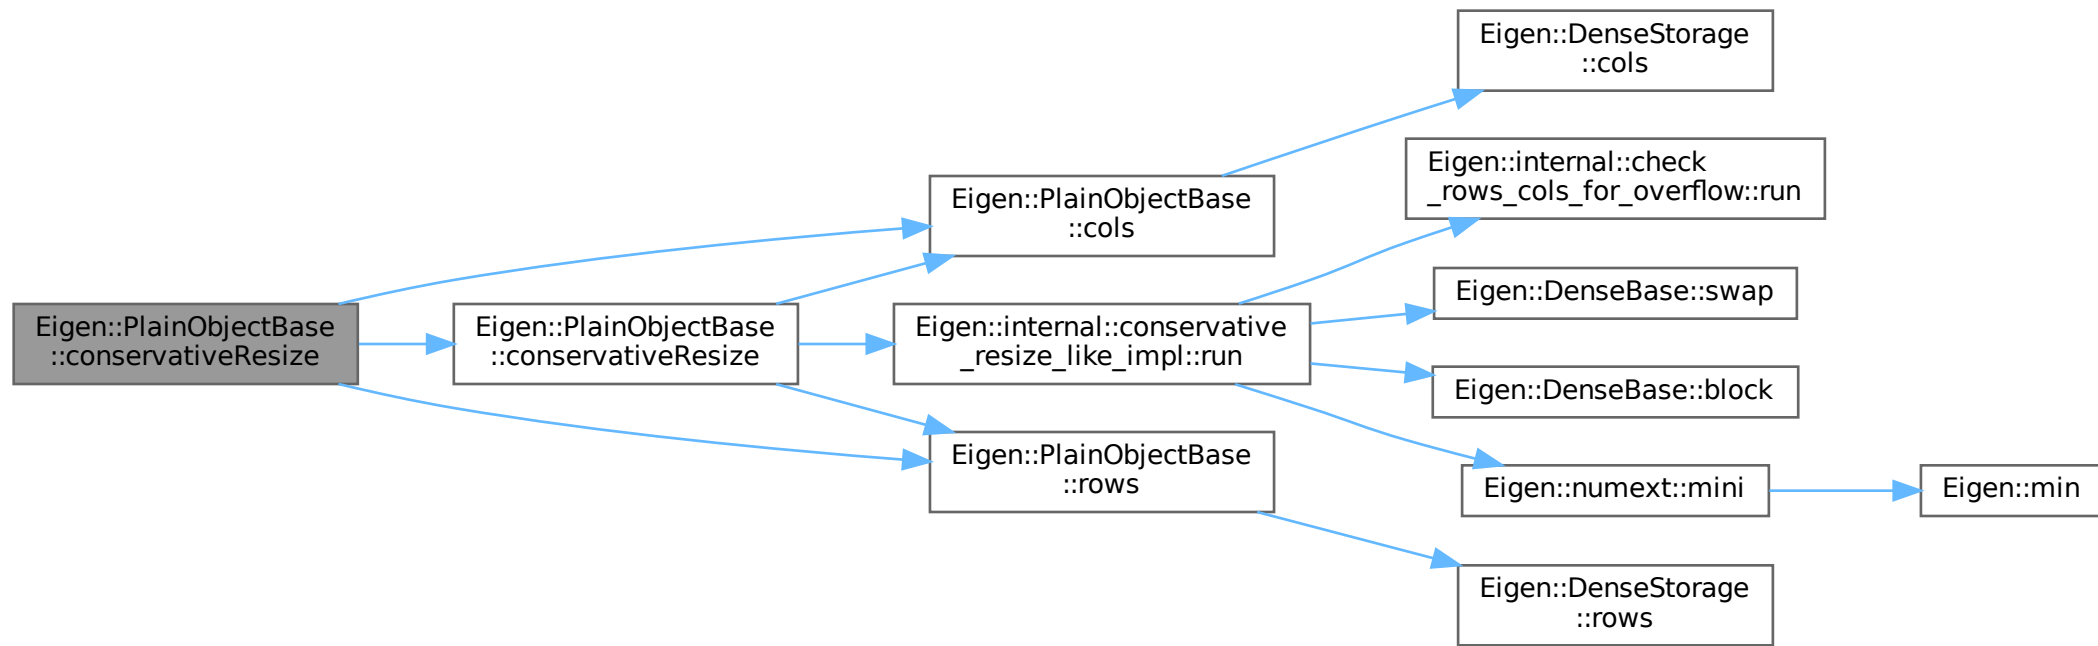 Eigen::PlainObjectBase
::conservativeResize
Eigen::PlainObjectBase
::conservativeResize
Eigen::PlainObjectBase
::cols
Eigen::internal::conservative
_resize_like_impl::run
Eigen::PlainObjectBase
::rows
Eigen::DenseStorage
::cols
Eigen::internal::check
_rows_cols_for_overflow::run
Eigen::DenseBase::swap
Eigen::DenseBase::block
Eigen::numext::mini
Eigen::DenseStorage
::rows
Eigen::min